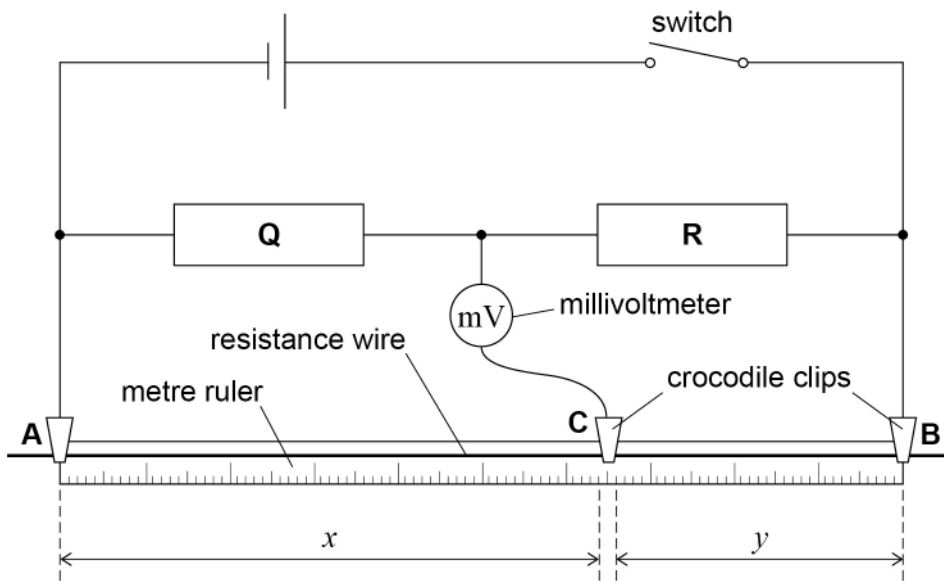 switch
Q
R
mV
millivoltmeter
resistance wire
metre ruler
crocodile clips
A
C
B
x
y